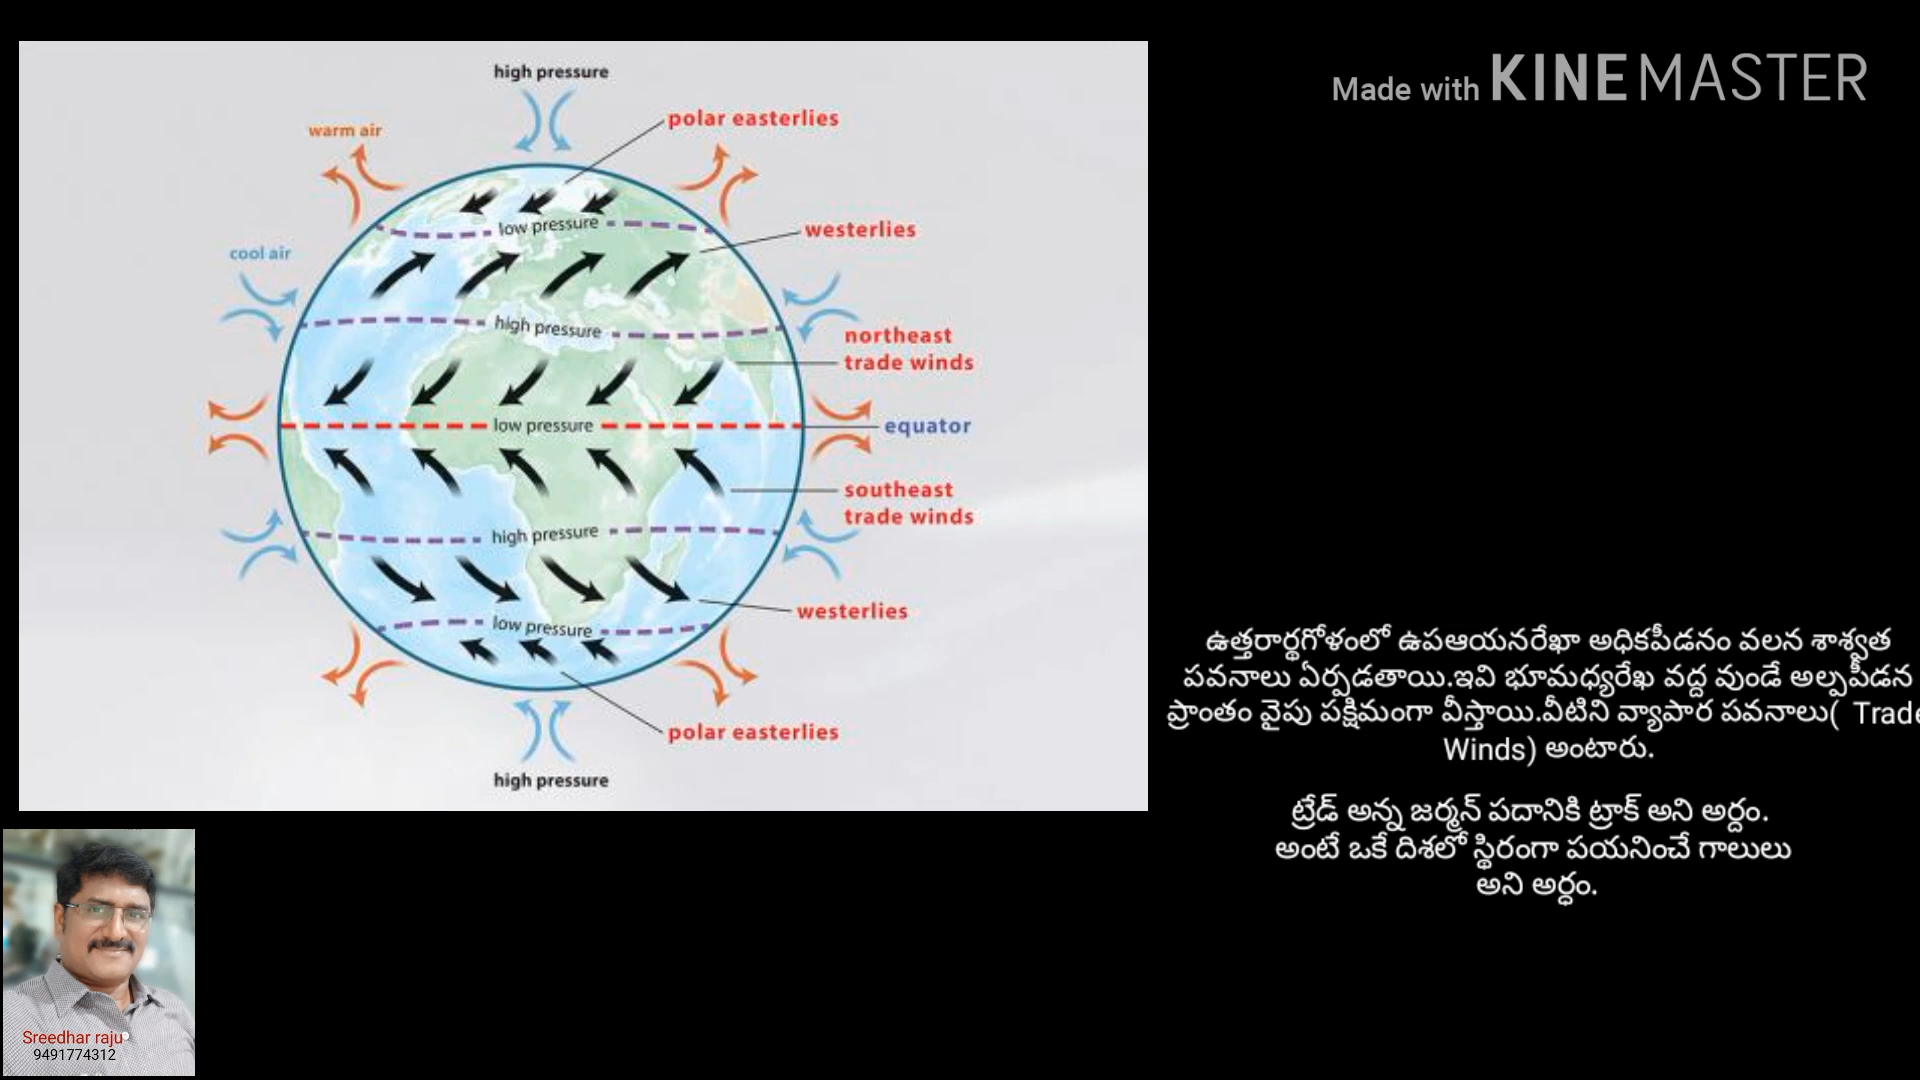 Made with KINEMASTER
high pressure
polar easterlies
warm air
low pressure
westerlies
cool air
high pressure
northeast
trade winds
low pressure
equator
southeast
trade winds
high pressure
westerlies
low pressure
polar easterlies
high pressure
ఉత్తరార్థగోళంలో ఉపఆయనరేఖా అధికపీడనం వలన శాశ్వత
పవనాలు ఏర్పడతాయి.ఇవి భూమధ్యరేఖ వద్ద వుండే అల్పపీడన
ప్రాంతం వైపు పక్షిమంగా వీస్తాయి.వీటిని వ్యాపార పవనాలు( Trade
Winds) అంటారు.
ట్రేడ్ అన్న జర్మన్ పదానికి ట్రాక్ అని అర్దం.
అంటే ఒకే దిశలో స్థిరంగా పయనించే గాలులు
అని అర్ధం.
Sreedhar raju
9491774312